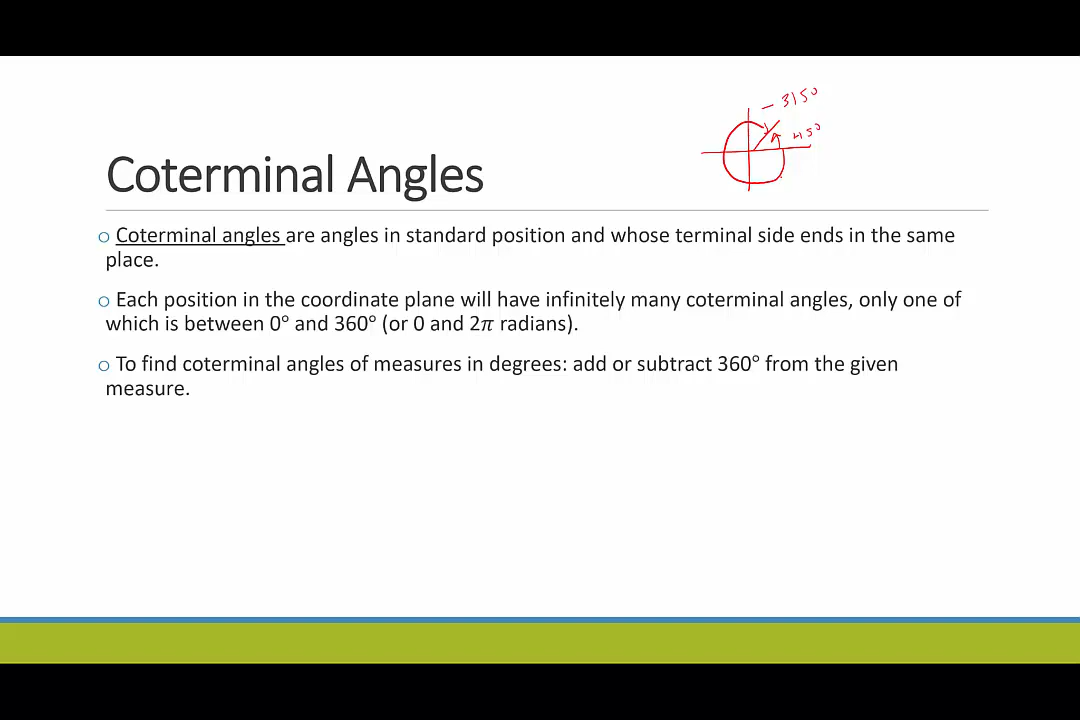 - 315°
45°
Coterminal Angles
o Coterminal angles are angles in standard position and whose terminal side ends in the same
place.
o Each position in the coordinate plane will have infinitely many coterminal angles, only one of
which is between 0° and 360° (or 0 and 2𝜋 radians).
o To find coterminal angles of measures in degrees: add or subtract 360° from the given
measure.